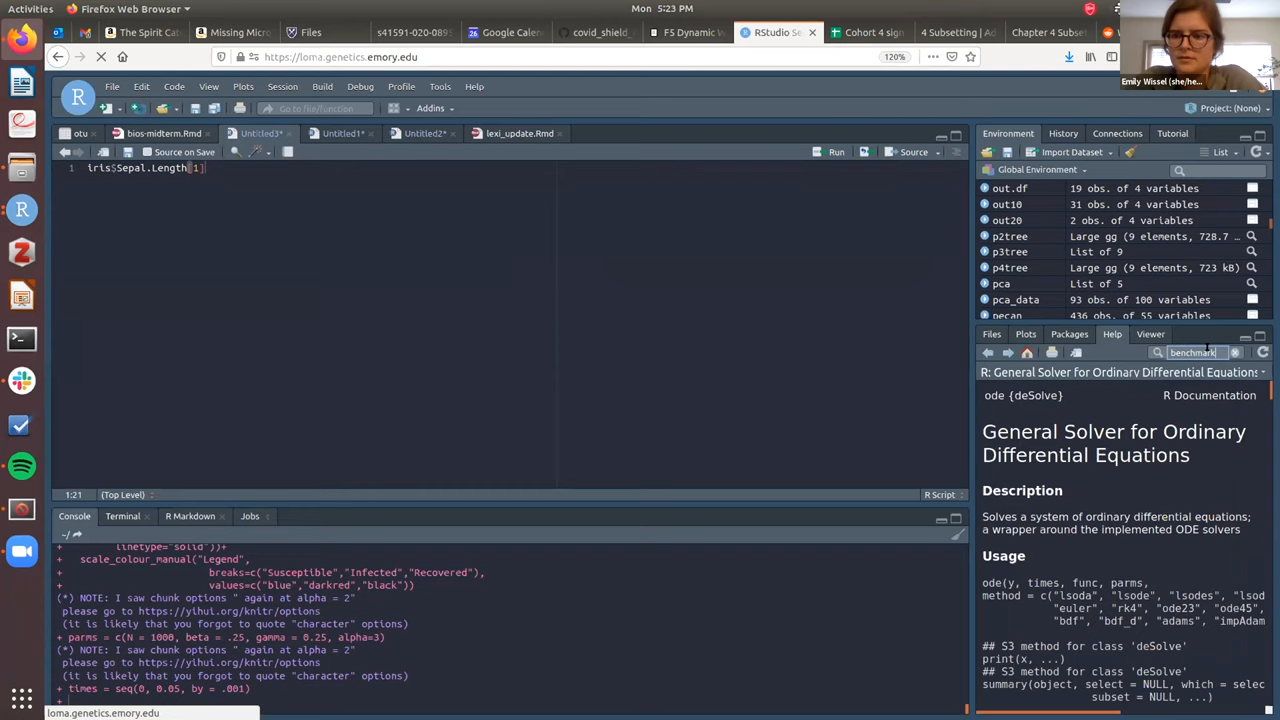 Activities
Firefox Web Browser
Mon 5:23 PM
The Spirit Cat
Missing Micro
Files
s41591-020-089
Google Calen
covid_shield_
F5 Dynamic
RStudio Se
Cohort 4 sign
4 Subsetting
Chapter 4 Subse
https://loma.genetics.emory.edu
120%
Emily Wissel (she/he...
File Edit Code View Plots Session Build Debug Profile Tools Help
Go to file/function
Addins
Project: (None)
otu
bios-midterm.Rmd
Untitled3*
Untitled1*
Untitled2*
lexi_update.Rmd
Source on Save
Run
Source
1 iris$Sepal.Length[1]
1:21
(Top Level)
R Script
Console
Terminal
R Markdown
Jobs
~/
linetype="solid"))+
+ scale_colour_manual("Legend",
+ breaks=c("Susceptible","Infected","Recovered"),
+ values=c("blue","darkred","black"))
(*) NOTE: I saw chunk options " again at alpha = 2"
please go to https://yihui.org/knitr/options
(it is likely that you forgot to quote "character" options)
+ parms = c(N = 1000, beta = .25, gamma = 0.25, alpha=3)
(*) NOTE: I saw chunk options " again at alpha = 2"
please go to https://yihui.org/knitr/options
(it is likely that you forgot to quote "character" options)
+ times = seq(0, 0.05, by = .001)
+
loma.genetics.emory.edu
Environment
History
Connections
Tutorial
Import Dataset
List
Global Environment
out.df 19 obs. of 4 variables
out10 31 obs. of 4 variables
out20 2 obs. of 4 variables
p2tree Large gg (9 elements, 728.7 …
p3tree List of 9
p4tree Large gg (9 elements, 723 kB)
pca List of 5
pca_data 93 obs. of 100 variables
pecan 436 obs. of 55 variables
Files
Plots
Packages
Help
Viewer
benchmark
R: General Solver for Ordinary Differential Equations
ode {deSolve}
R Documentation
General Solver for Ordinary
Differential Equations
Description
Solves a system of ordinary differential equations;
a wrapper around the implemented ODE solvers
Usage
ode(y, times, func, parms,
method = c("lsoda", "lsode", "lsodes", "lsod
"euler", "rk4", "ode23", "ode45",
"bdf", "bdf_d", "adams", "impAdam
## S3 method for class 'deSolve'
print(x, ...)
## S3 method for class 'deSolve'
summary(object, select = NULL, which = selec
subset = NULL, ...)